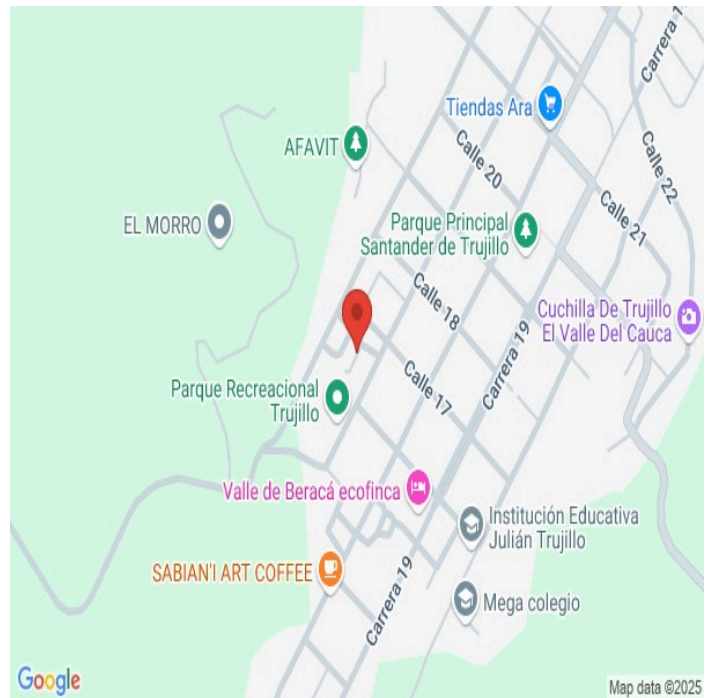 Carrera 1
Tiendas Ara
Calle 20
Calle 22
AFAVIT
Calle 21
EL MORRO
Parque Principal
Santander de Trujillo
Calle 18
Cuchilla De Trujillo
El Valle Del Cauca
Carrera 19
Calle 17
Parque Recreacional
Trujillo
Valle de Beracá ecofinca
Institución Educativa
Julián Trujillo
SABIAN'I ART COFFEE
Mega colegio
Carrera 19
Google
Map data ©2025